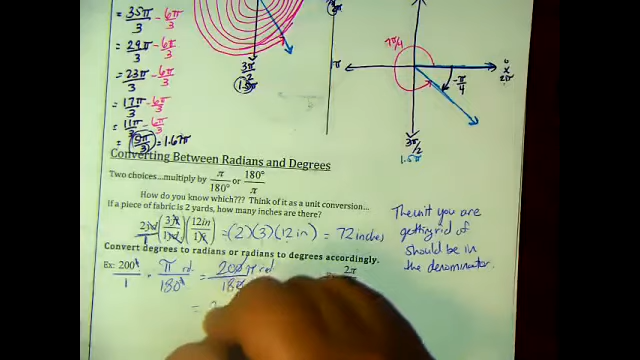 = 35π/3 - 6π/3
= 29π/3 - 6π/3
= 23π/3 - 6π/3
= 17π/3 - 6π/3
= 11π/3 - 6π/3
= 5π/3 = 1.67π
3π/2
1.5π
7π/4
π
0
2π
-π/4
3π/2
1.5π
Converting Between Radians and Degrees
Two choices...multiply by π/180° or 180°/π
How do you know which??? Think of it as a unit conversion...
If a piece of fabric is 2 yards, how many inches are there?
2yd/1 (3ft/1yd)(12in/1ft) = (2)(3)(12in) = 72 inches
The unit you are
getting rid of
should be in
the denominator.
Convert degrees to radians or radians to degrees accordingly.
Ex: 200°/1 · π rd/180° = 200π rd/180
2π
=